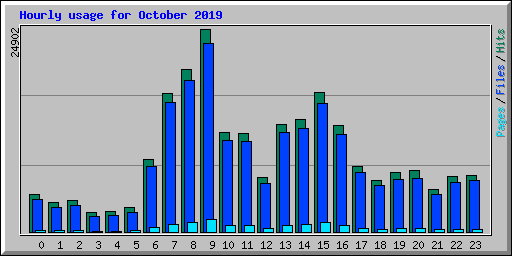 Hourly usage for October 2019
24902
Pages/Files/Hits
0 1 2 3 4 5 6 7 8 9 10 11 12 13 14 15 16 17 18 19 20 21 22 23